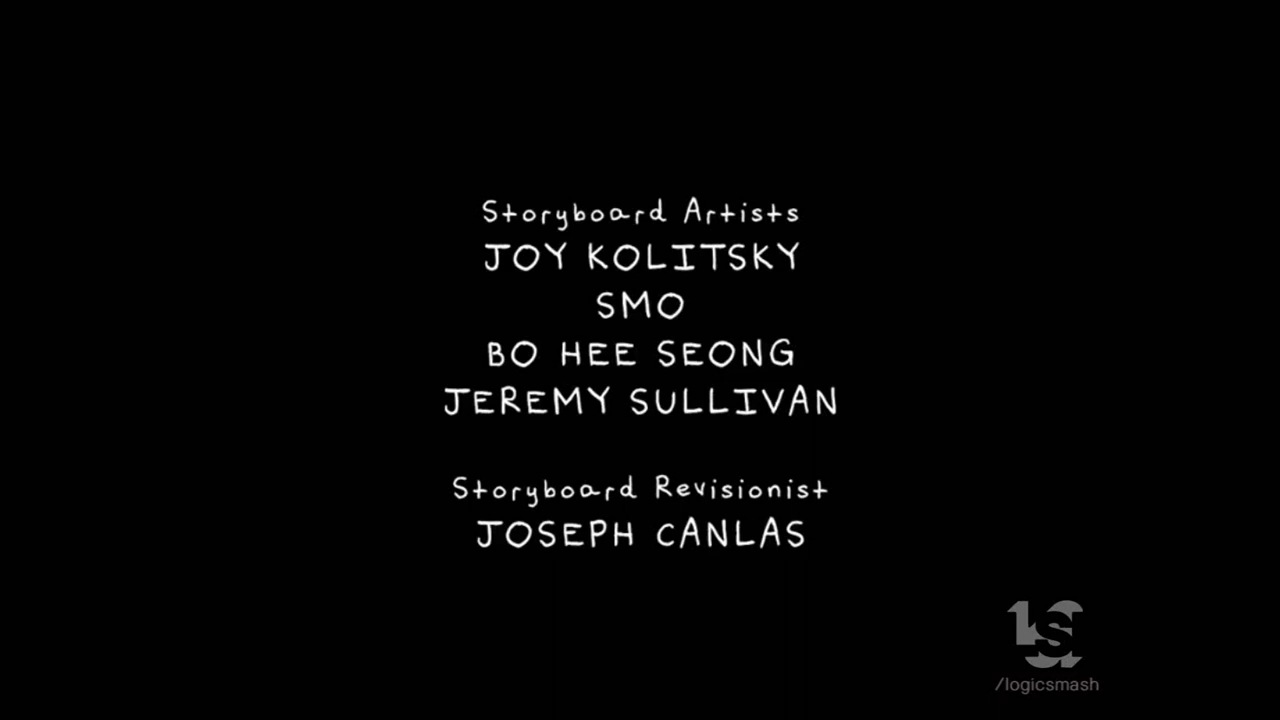 Storyboard Artists
JOY KOLITSKY
SMO
BO HEE SEONG
JEREMY SULLIVAN
Storyboard Revisionist
JOSEPH CANLAS
/logicsmash